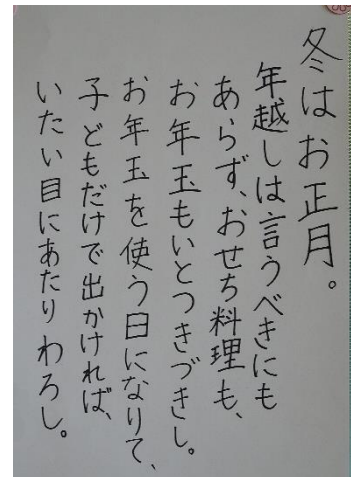 冬はお正月。
年越しは言うべきにも
あらず、おせち料理も、
お年玉もいとつきづきし。
お年玉を使う日になりて、
子どもだけで出かければ、
いたい目にあたりわろし。